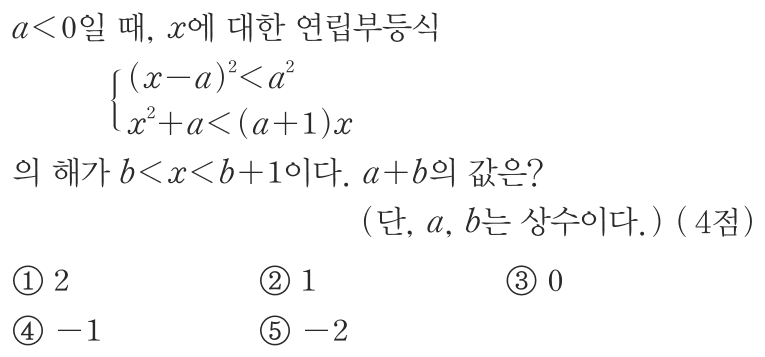 a<0일 때, x에 대한 연립부등식
{(x-a)²<a²
x²+a<(a+1)x
의 해가 b<x<b+1이다. a+b의 값은?
(단, a, b는 상수이다.) (4점)
① 2 ② 1 ③ 0
④ -1 ⑤ -2